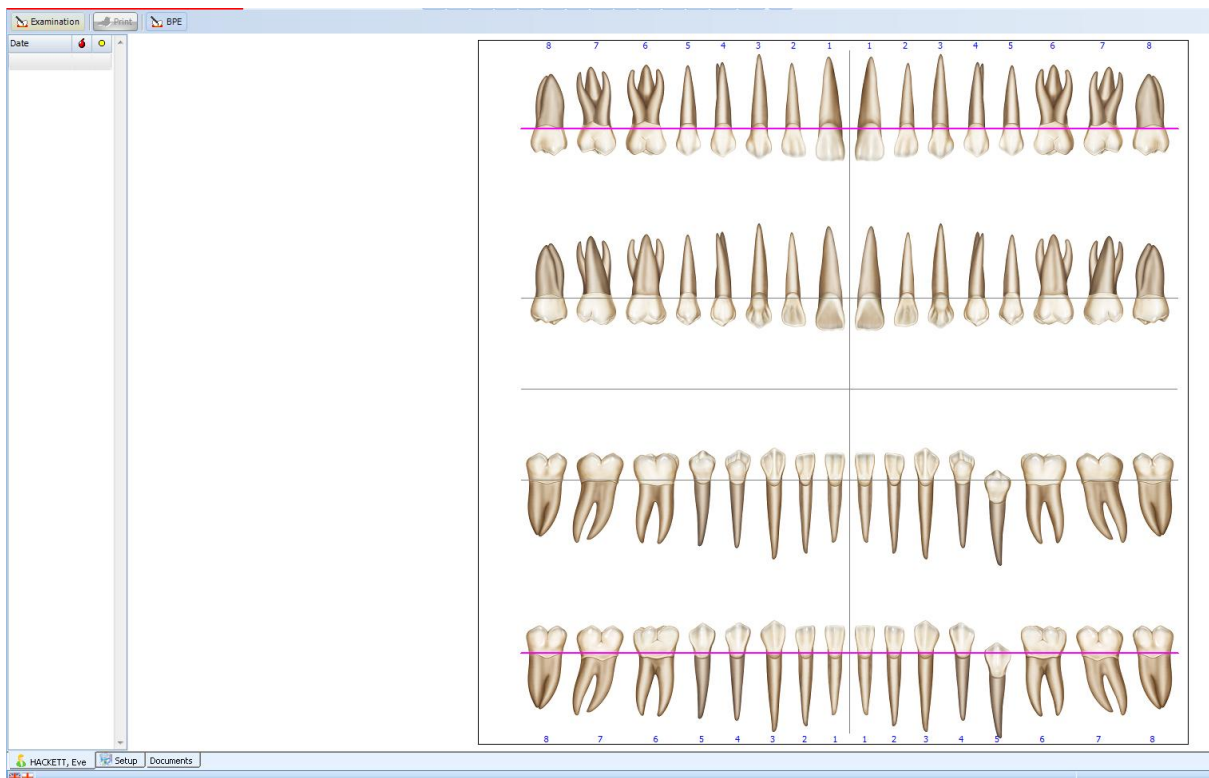 Examination Print BPE
Date
8 7 6 5 4 3 2 1 1 2 3 4 5 6 7 8
8 7 6 5 4 3 2 1 1 2 3 4 5 6 7 8
HACKETT, Eve Setup Documents